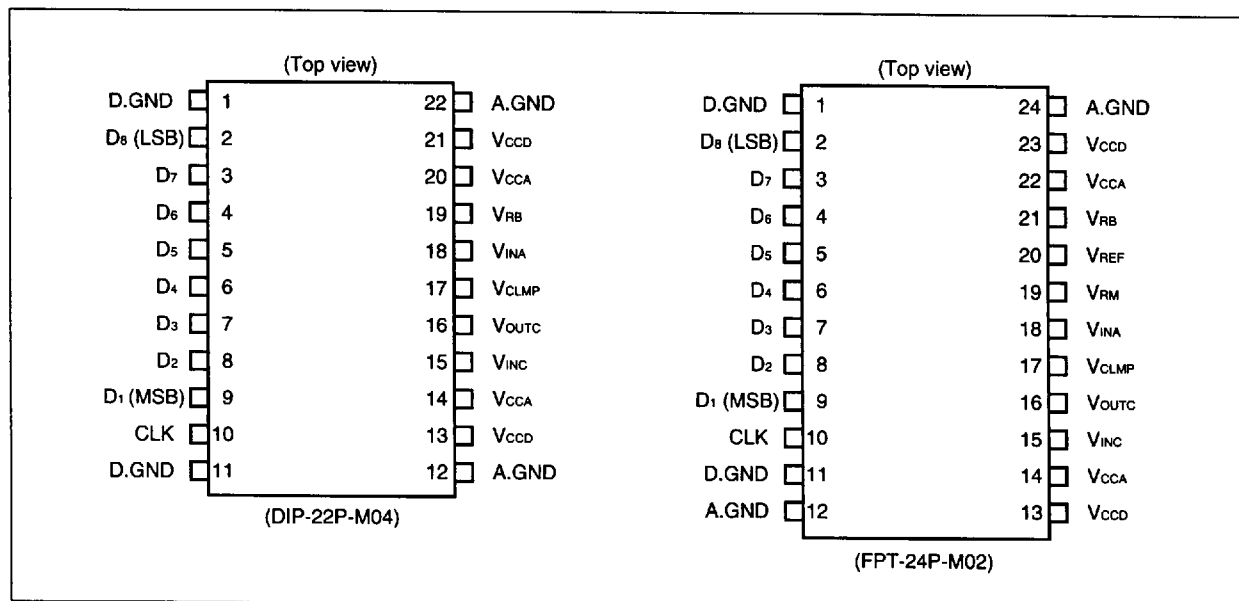 (Top view)
D.GND 1 22 A.GND
D8 (LSB) 2 21 VCCD
D7 3 20 VCCA
D6 4 19 VRB
D5 5 18 VINA
D4 6 17 VCLMP
D3 7 16 VOUTC
D2 8 15 VINC
D1 (MSB) 9 14 VCCA
CLK 10 13 VCCD
D.GND 11 12 A.GND
(DIP-22P-M04)
(Top view)
D.GND 1 24 A.GND
D8 (LSB) 2 23 VCCD
D7 3 22 VCCA
D6 4 21 VRB
D5 5 20 VREF
D4 6 19 VRM
D3 7 18 VINA
D2 8 17 VCLMP
D1 (MSB) 9 16 VOUTC
CLK 10 15 VINC
D.GND 11 14 VCCA
A.GND 12 13 VCCD
(FPT-24P-M02)